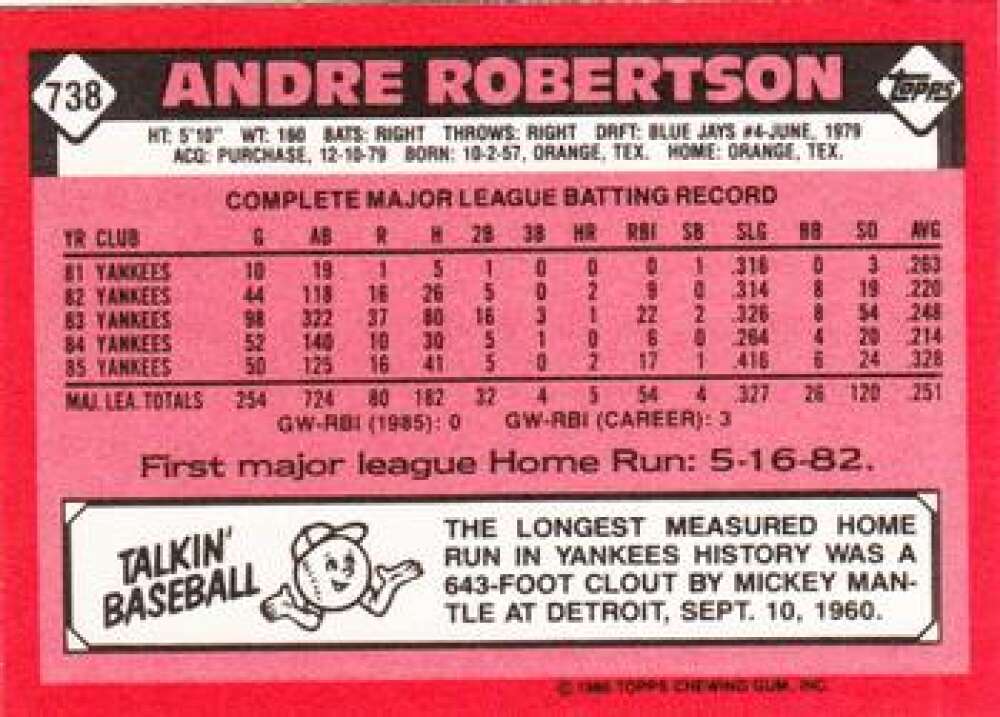 738
ANDRE ROBERTSON
TOPPS
HT: 5'10" WT: 160 BATS: RIGHT THROWS: RIGHT DRFT: BLUE JAYS #4-JUNE, 1979
ACQ: PURCHASE, 12-10-79 BORN: 10-2-57, ORANGE, TEX. HOME: ORANGE, TEX.
COMPLETE MAJOR LEAGUE BATTING RECORD
YR CLUB G AB R H 2B 3B HR RBI SB SLG BB SO AVG
81 YANKEES 10 19 1 5 1 0 0 0 1 .316 0 3 .263
82 YANKEES 44 118 16 26 5 0 2 9 0 .314 8 19 .220
83 YANKEES 98 322 37 80 16 3 1 22 2 .326 8 54 .248
84 YANKEES 52 140 10 30 5 1 0 6 0 .264 4 20 .214
85 YANKEES 50 125 16 41 5 0 2 17 1 .416 6 24 .328
MAJ. LEA. TOTALS 254 724 80 182 32 4 5 54 4 .327 26 120 .251
GW-RBI (1985): 0 GW-RBI (CAREER): 3
First major league Home Run: 5-16-82.
TALKIN'
BASEBALL
THE LONGEST MEASURED HOME
RUN IN YANKEES HISTORY WAS A
643-FOOT CLOUT BY MICKEY MAN-
TLE AT DETROIT, SEPT. 10, 1960.
© 1986 TOPPS CHEWING GUM, INC.